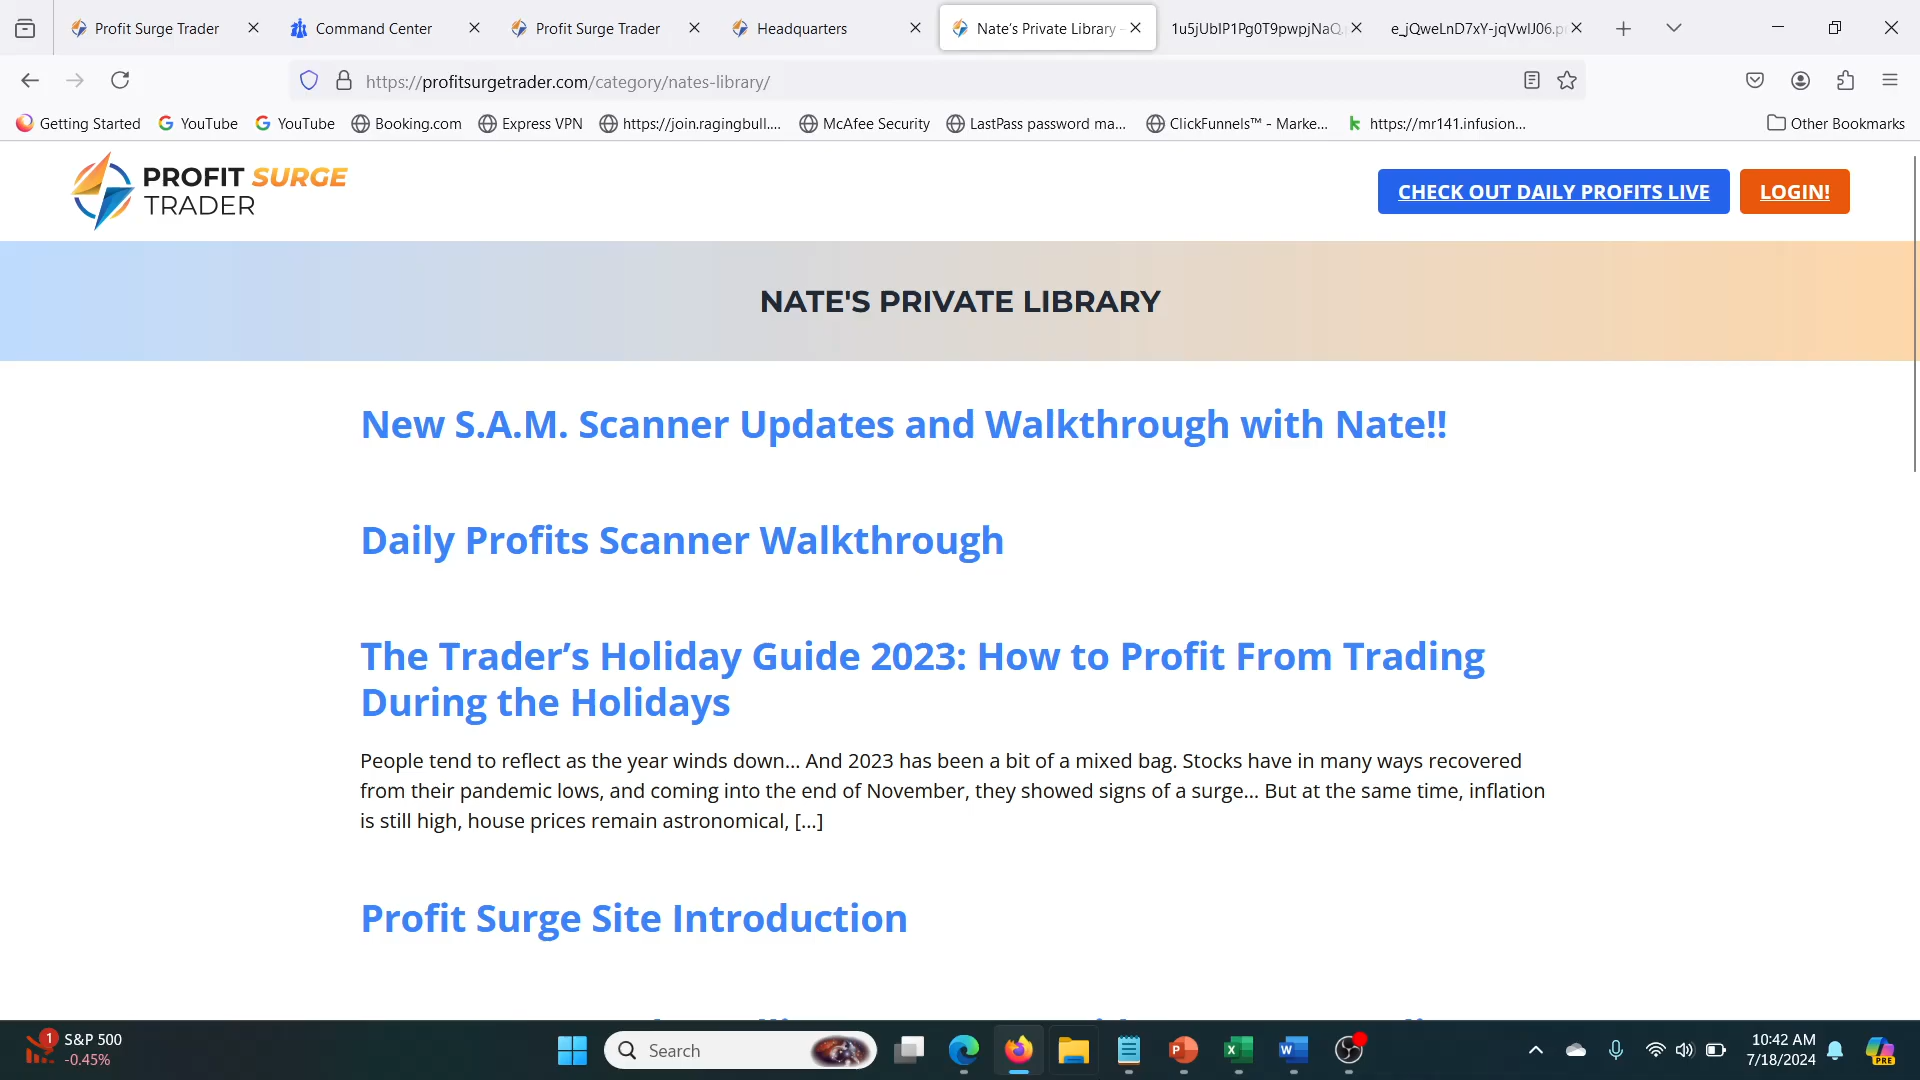 Profit Surge Trader
Command Center
Profit Surge Trader
Headquarters
Nate's Private Library
1u5jUbIP1Pg0T9pwpjNaQ
e_jQweLnD7xY-jqVwIJ06.p
https://profitsurgetrader.com/category/nates-library/
Getting Started
YouTube
YouTube
Booking.com
Express VPN
https://join.ragingbull....
McAfee Security
LastPass password ma...
ClickFunnels™ - Marke...
https://mr141.infusion...
Other Bookmarks
PROFIT SURGE
TRADER
CHECK OUT DAILY PROFITS LIVE
LOGIN!
NATE'S PRIVATE LIBRARY
New S.A.M. Scanner Updates and Walkthrough with Nate!!
Daily Profits Scanner Walkthrough
The Trader’s Holiday Guide 2023: How to Profit From Trading
During the Holidays
People tend to reflect as the year winds down… And 2023 has been a bit of a mixed bag. Stocks have in many ways recovered
from their pandemic lows, and coming into the end of November, they showed signs of a surge… But at the same time, inflation
is still high, house prices remain astronomical, […]
Profit Surge Site Introduction
1
S&P 500
-0.45%
Search
10:42 AM
7/18/2024
PRE